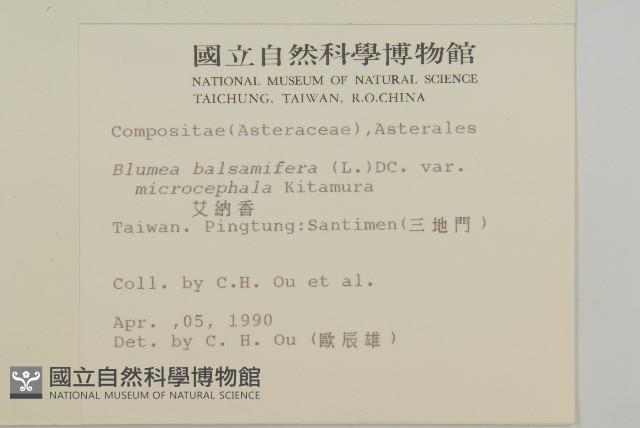 國立自然科學博物館
NATIONAL MUSEUM OF NATURAL SCIENCE
TAICHUNG, TAIWAN, R.O.CHINA
Compositae(Asteraceae),Asterales
Blumea balsamifera (L.)DC. var.
microcephala Kitamura
艾納香
Taiwan. Pingtung:Santimen(三地門)
Coll. by C.H. Ou et al.
Apr. ,05, 1990
Det. by C. H. Ou (歐辰雄)
國立自然科學博物館
NATIONAL MUSEUM OF NATURAL SCIENCE